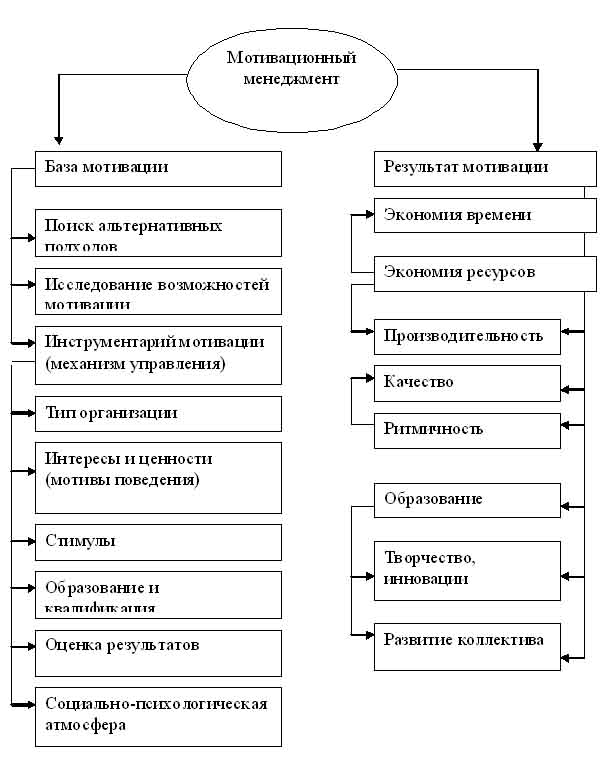 Мотивационный
менеджмент
База мотивации
Поиск альтернативных
подходов
Исследование возможностей
мотивации
Инструментарий мотивации
(механизм управления)
Тип организации
Интересы и ценности
(мотивы поведения)
Стимулы
Образование и
квалификация
Оценка результатов
Социально-психологическая
атмосфера
Результат мотивации
Экономия времени
Экономия ресурсов
Производительность
Качество
Ритмичность
Образование
Творчество,
инновации
Развитие коллектива